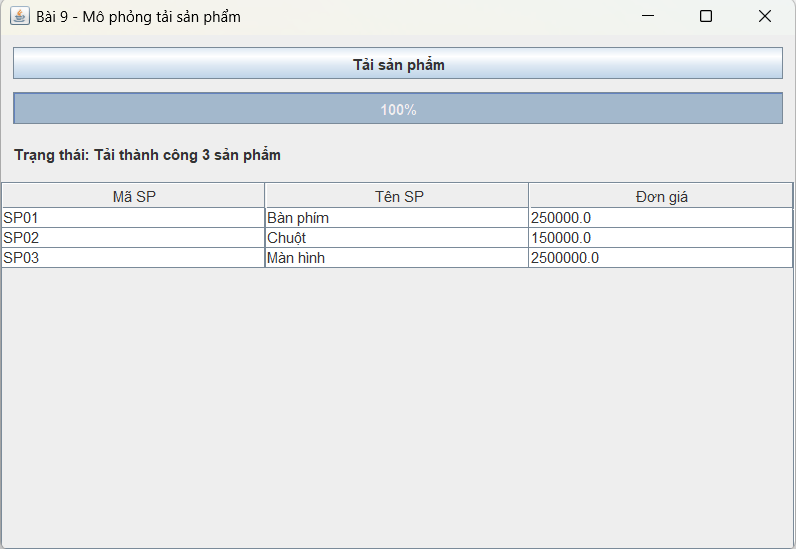 Bài 9 - Mô phỏng tải sản phẩm
Tải sản phẩm
100%
Trạng thái: Tải thành công 3 sản phẩm
Mã SP Tên SP Đơn giá
SP01 Bàn phím 250000.0
SP02 Chuột 150000.0
SP03 Màn hình 2500000.0